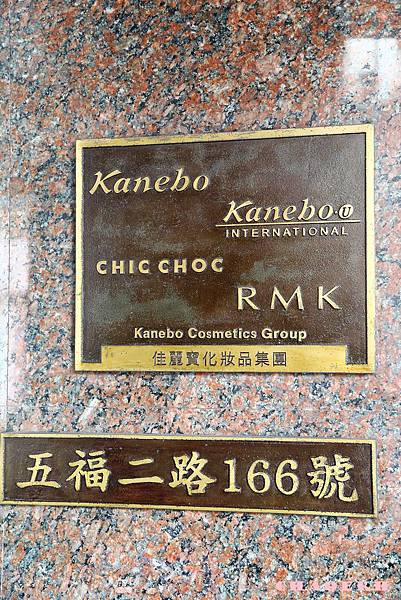 Kanebo
Kanebo
INTERNATIONAL
CHIC CHOC
RMK
Kanebo Cosmetics Group
佳麗寶化妝品集團
五福二路166號